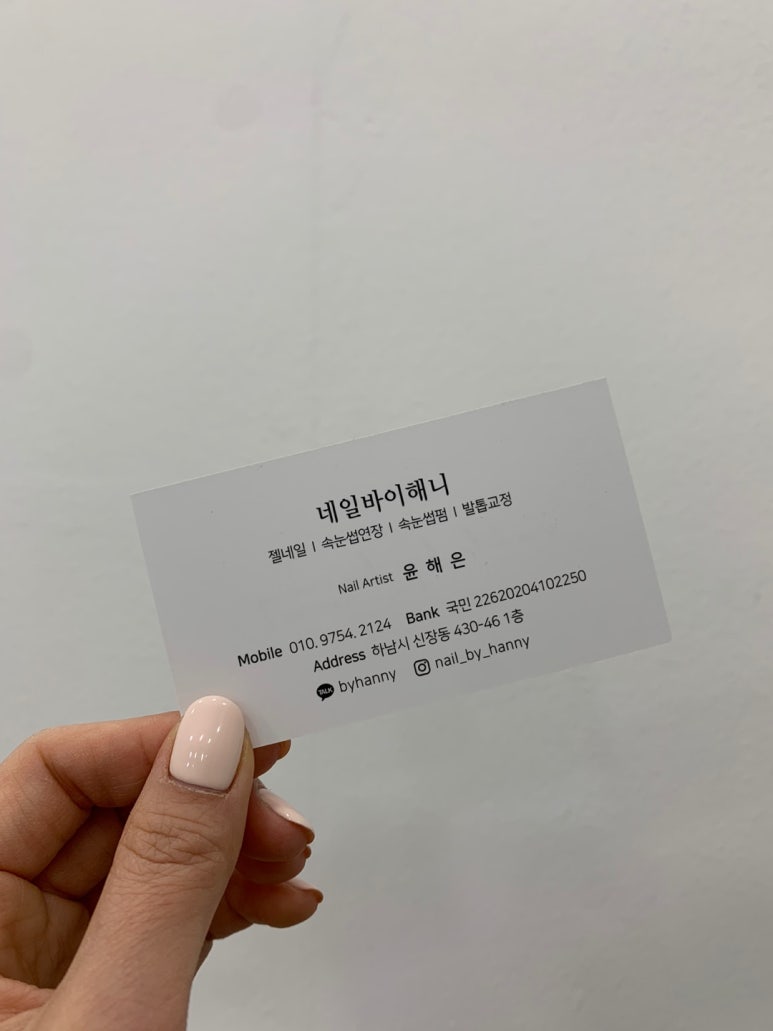 네일바이해니
젤네일 | 속눈썹연장 | 속눈썹펌 | 발톱교정
Nail Artist 윤 해 은
Mobile 010. 9754. 2124 Bank 국민 22620204102250
Address 하남시 신장동 430-46 1층
TALK byhanny nail_by_hanny